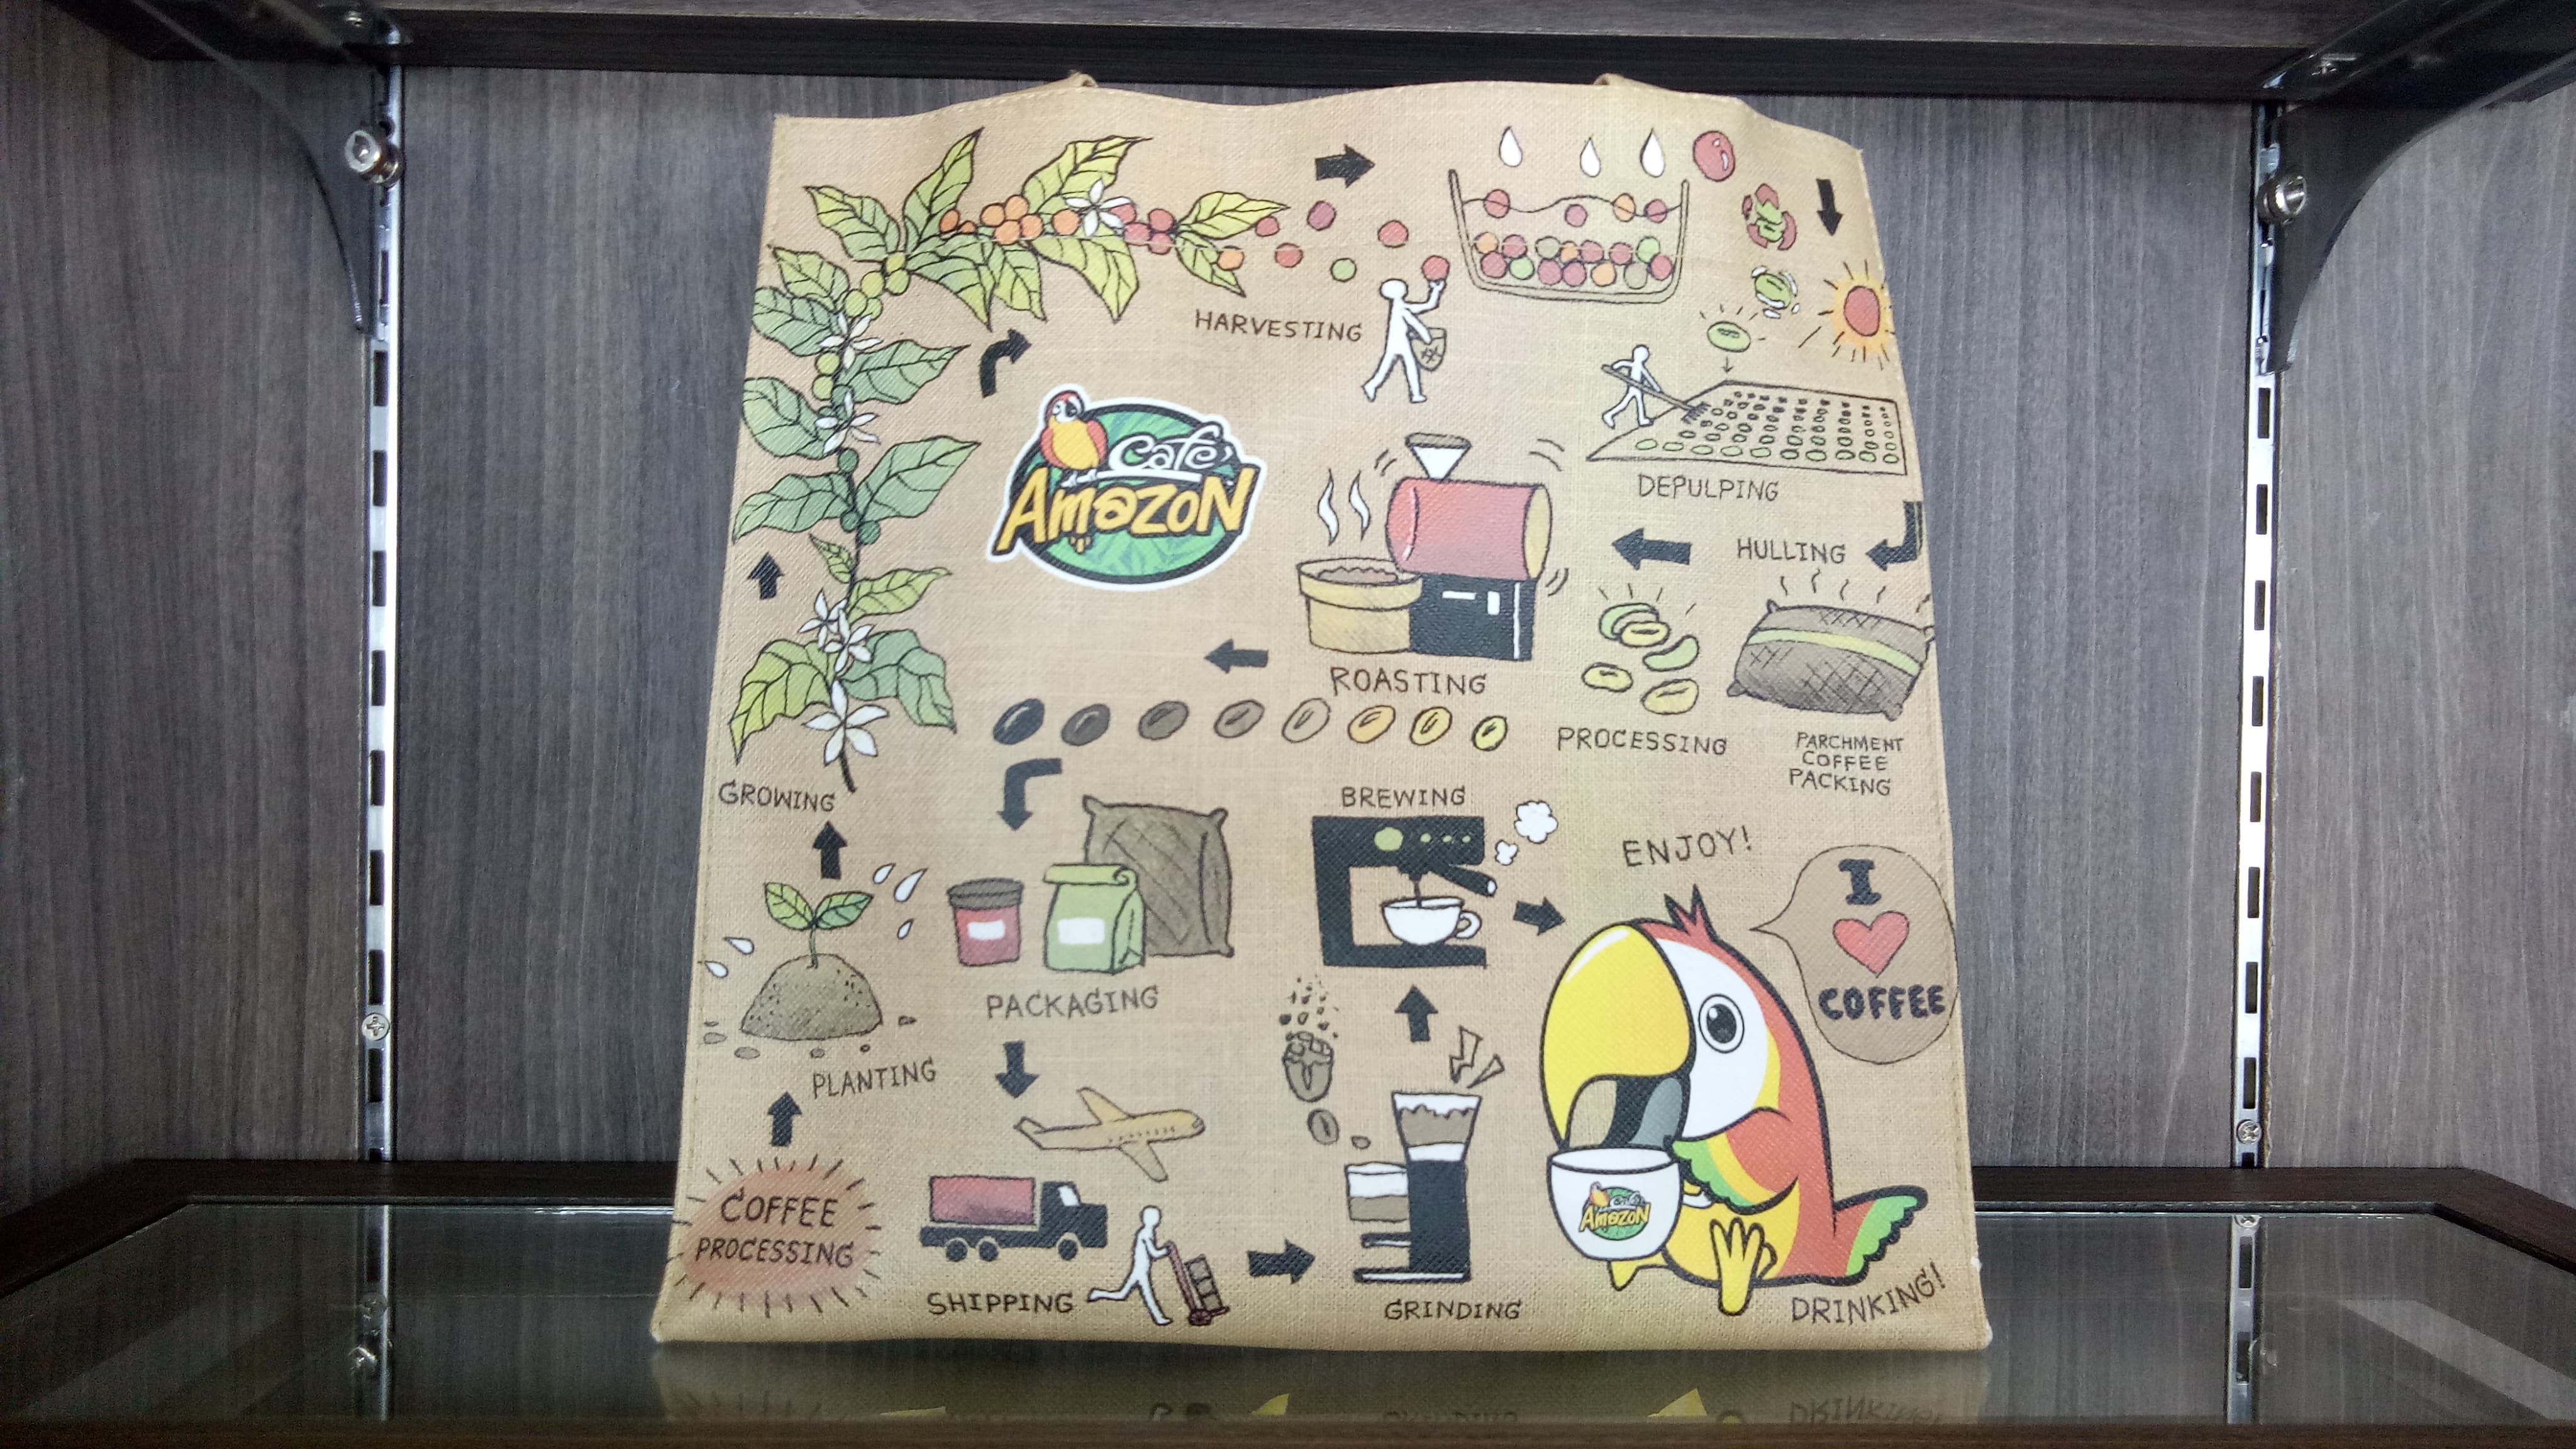 COFFEE
PROCESSING
PLANTING
GROWING
HARVESTING
DEPULPING
HULLING
PARCHMENT
COFFEE
PACKING
PROCESSING
ROASTING
PACKAGING
SHIPPING
GRINDING
BREWING
ENJOY!
I
COFFEE
DRINKING!
Café
Amazon
Café
Amazon